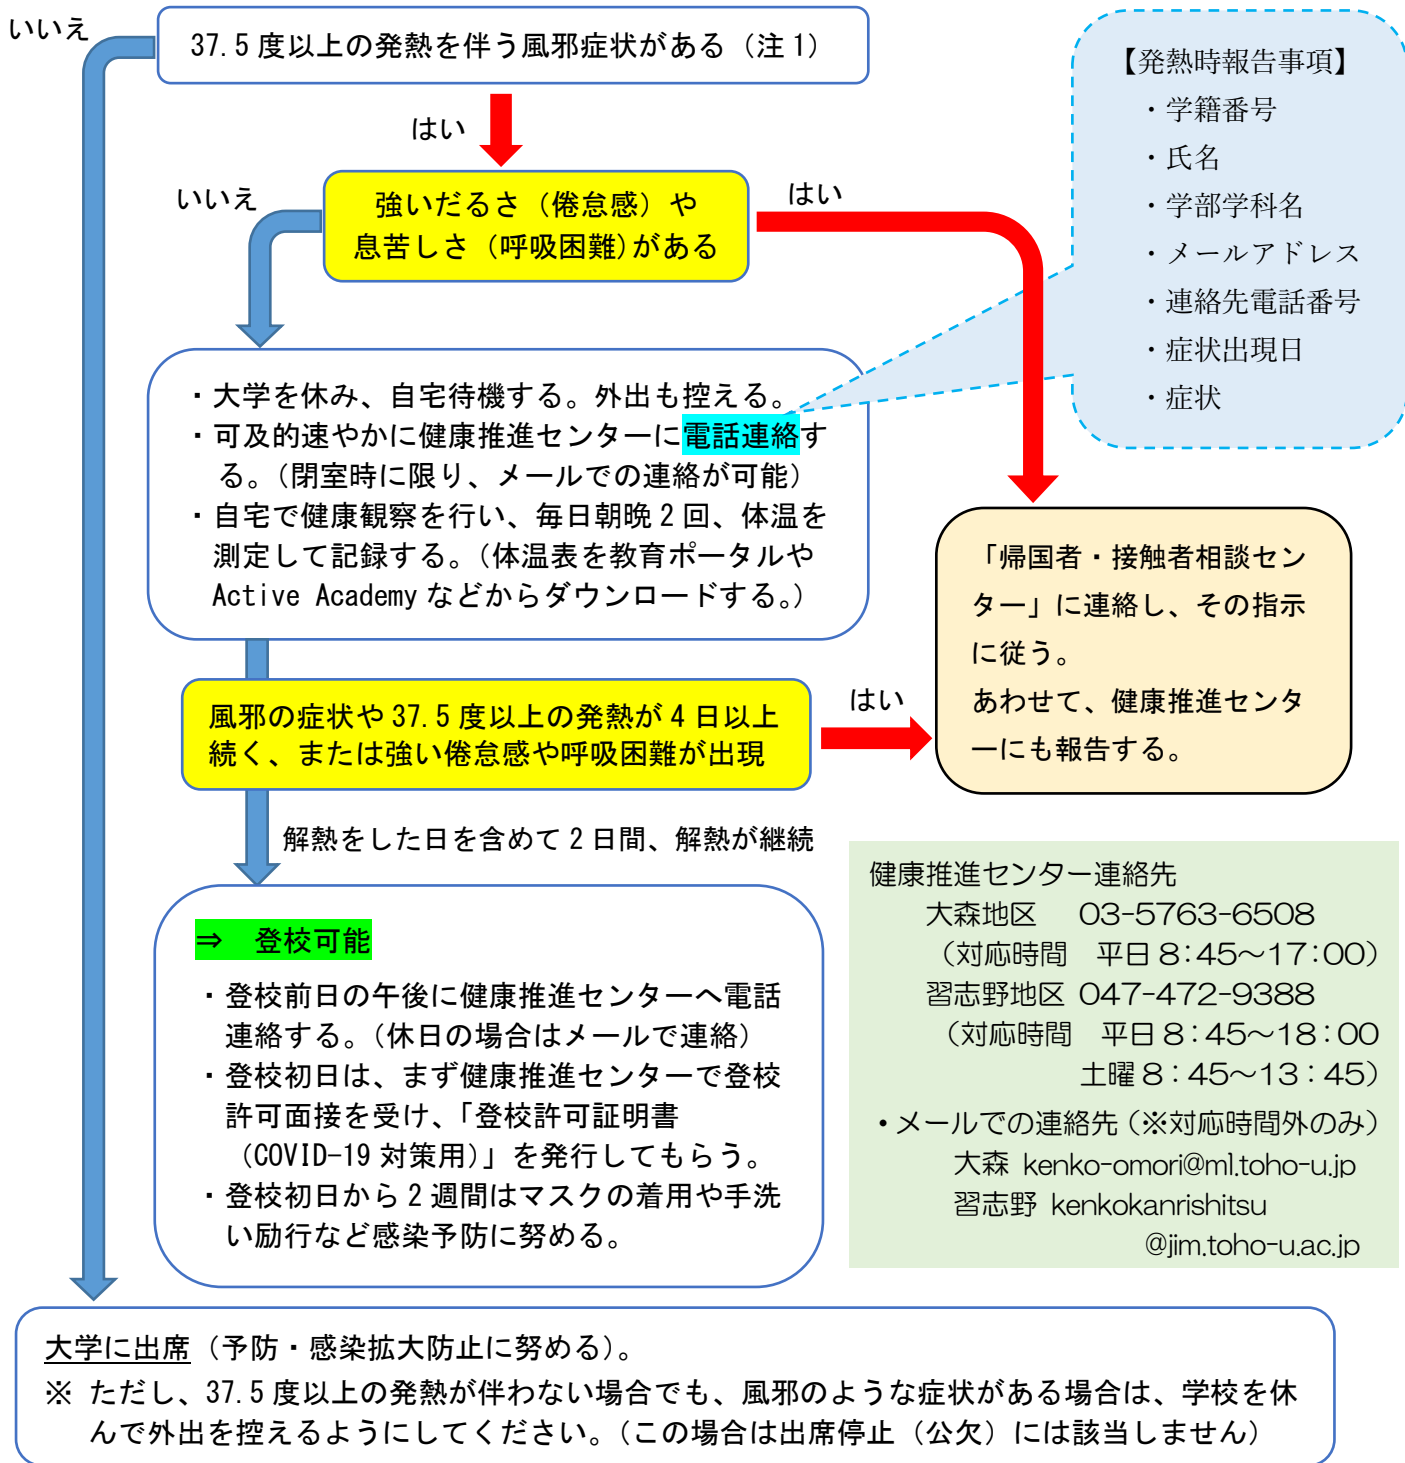 いいえ
37.5度以上の発熱を伴う風邪症状がある（注1）
はい
いいえ
強いだるさ（倦怠感）や
息苦しさ（呼吸困難)がある
はい
【発熱時報告事項】
・学籍番号
・氏名
・学部学科名
・メールアドレス
・連絡先電話番号
・症状出現日
・症状
・大学を休み、自宅待機する。外出も控える。
・可及的速やかに健康推進センターに電話連絡す
る。（閉室時に限り、メールでの連絡が可能）
・自宅で健康観察を行い、毎日朝晩2回、体温を
測定して記録する。（体温表を教育ポータルや
Active Academyなどからダウンロードする。）
「帰国者・接触者相談セン
ター」に連絡し、その指示
に従う。
あわせて、健康推進センタ
ーにも報告する。
風邪の症状や37.5度以上の発熱が4日以上
続く、または強い倦怠感や呼吸困難が出現
はい
解熱をした日を含めて2日間、解熱が継続
⇒　登校可能
・登校前日の午後に健康推進センターへ電話
連絡する。（休日の場合はメールで連絡）
・登校初日は、まず健康推進センターで登校
許可面接を受け、「登校許可証明書
（COVID-19対策用）」を発行してもらう。
・登校初日から2週間はマスクの着用や手洗
い励行など感染予防に努める。
健康推進センター連絡先
大森地区　03-5763-6508
（対応時間　平日8：45～17：00）
習志野地区 047-472-9388
（対応時間　平日8：45～18：00
土曜8：45～13：45）
・メールでの連絡先（※対応時間外のみ）
大森 kenko-omori@ml.toho-u.jp
習志野 kenkokanrishitsu
@jim.toho-u.ac.jp
大学に出席（予防・感染拡大防止に努める）。
※ ただし、37.5度以上の発熱が伴わない場合でも、風邪のような症状がある場合は、学校を休
んで外出を控えるようにしてください。（この場合は出席停止（公欠）には該当しません）